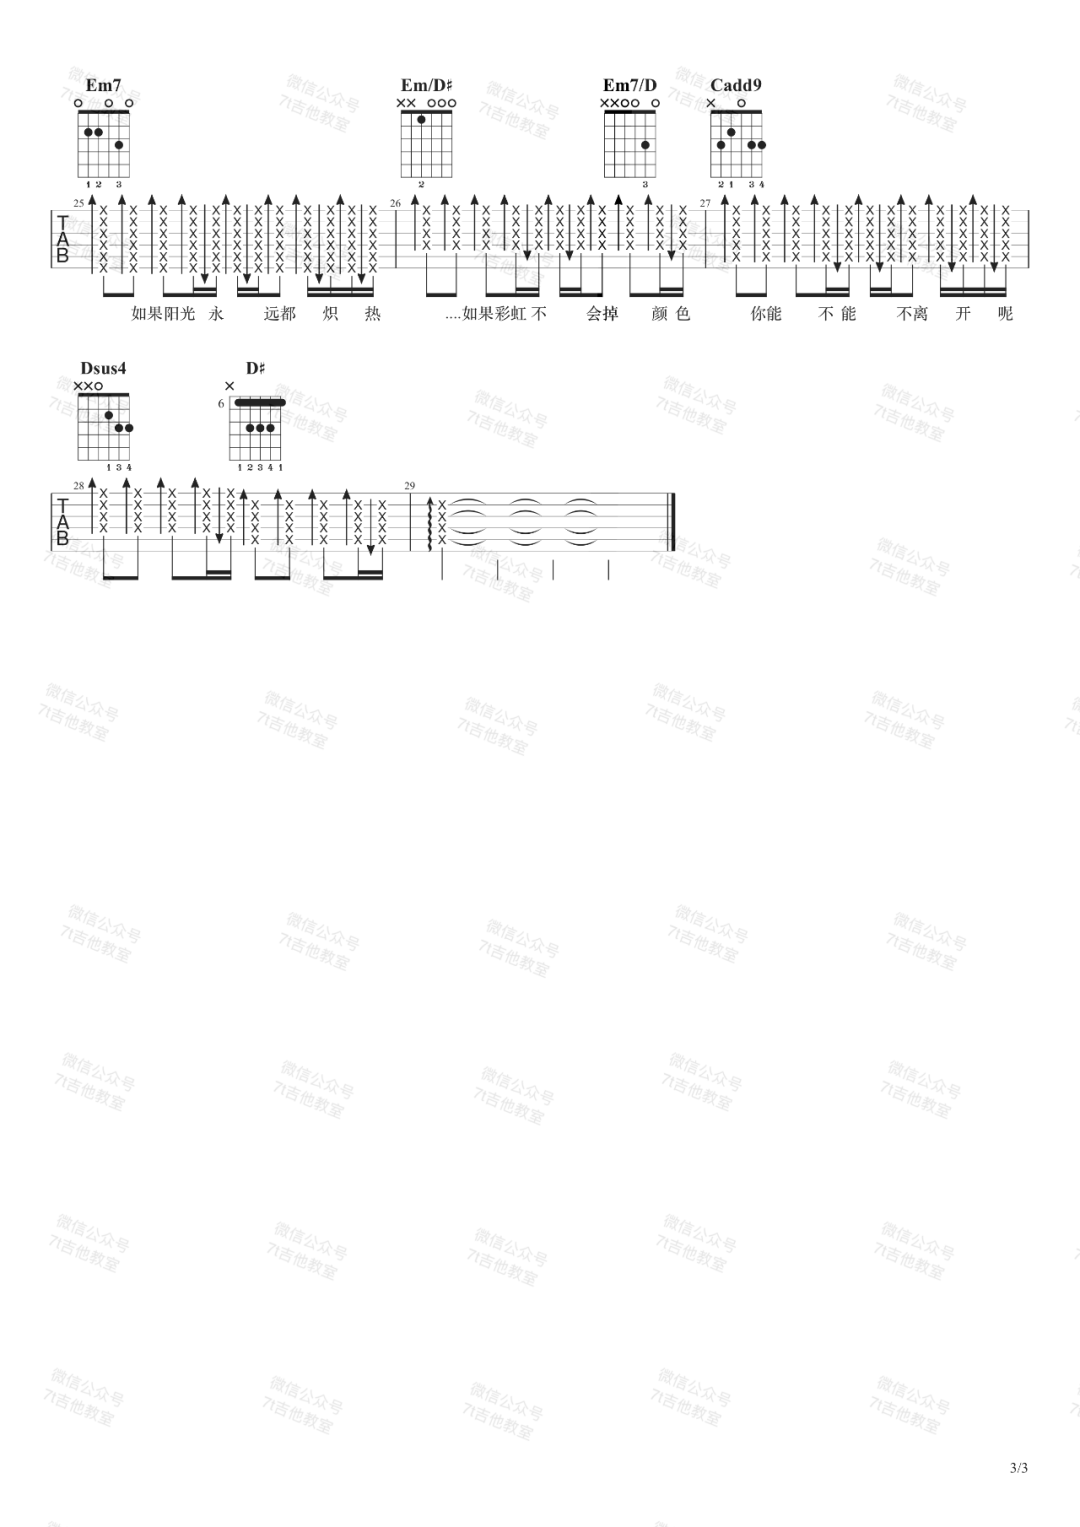 Em7 Em/D♯ Em7/D Cadd9
1 2 3 2 3 2 1 3 4
25 26 27
T
A
B
如果阳光 永 远都 炽 热 ....如果彩虹 不 会掉 颜 色 你能 不 能 不离 开 呢
Dsus4 D♯
6
1 3 4 1 2 3 4 1
28 29
T
A
B
微信公众号
7t吉他教室
3/3